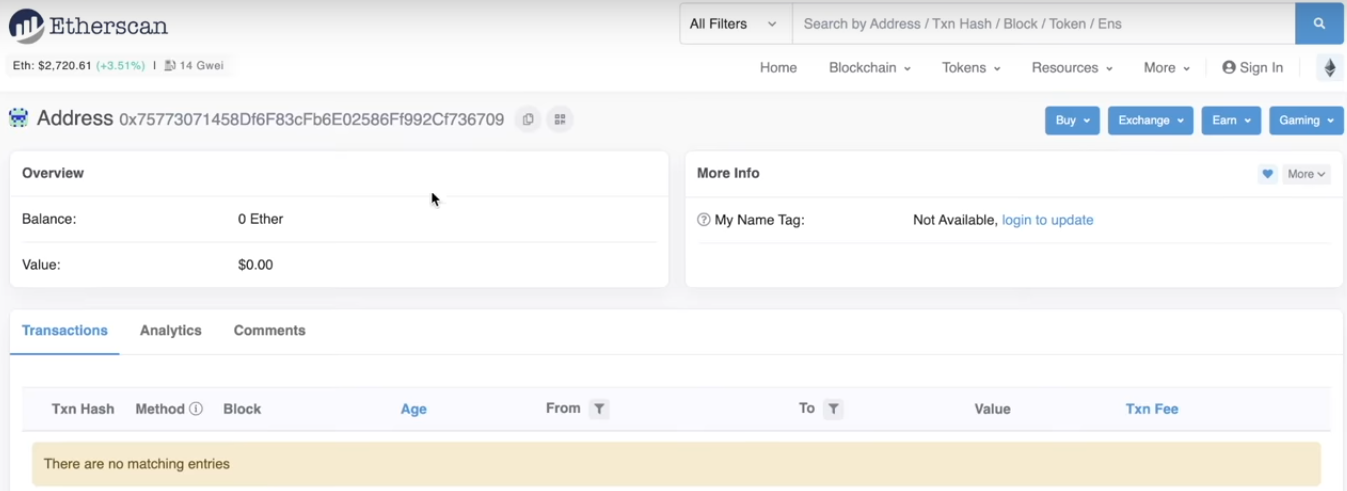 Etherscan
All Filters
Search by Address / Txn Hash / Block / Token / Ens
Eth: $2,720.61 (+3.51%) | 14 Gwei
Home Blockchain Tokens Resources More Sign In
Address 0x75773071458Df6F83cFb6E02586Ff992Cf736709
Buy Exchange Earn Gaming
Overview
Balance: 0 Ether
Value: $0.00
More Info
More
My Name Tag: Not Available, login to update
Transactions Analytics Comments
Txn Hash Method Block Age From To Value Txn Fee
There are no matching entries